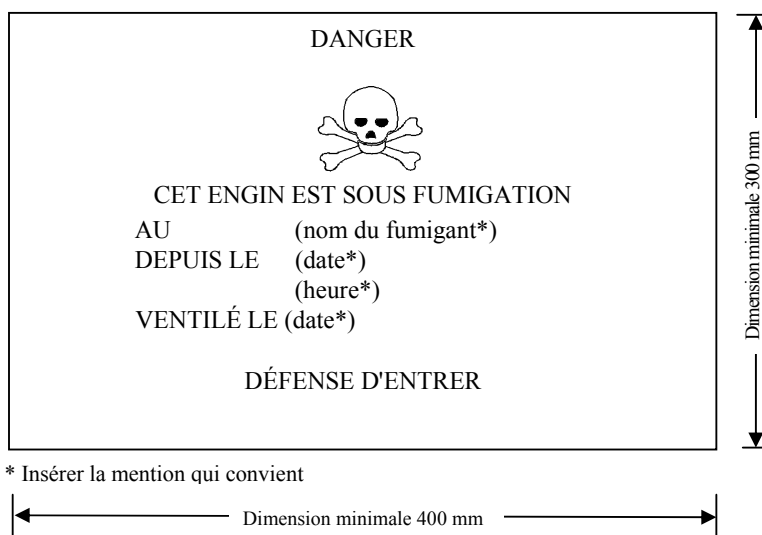 DANGER
CET ENGIN EST SOUS FUMIGATION
AU (nom du fumigant*)
DEPUIS LE (date*)
(heure*)
VENTILÉ LE (date*)
DÉFENSE D'ENTRER
Dimension minimale 300 mm
* Insérer la mention qui convient
Dimension minimale 400 mm